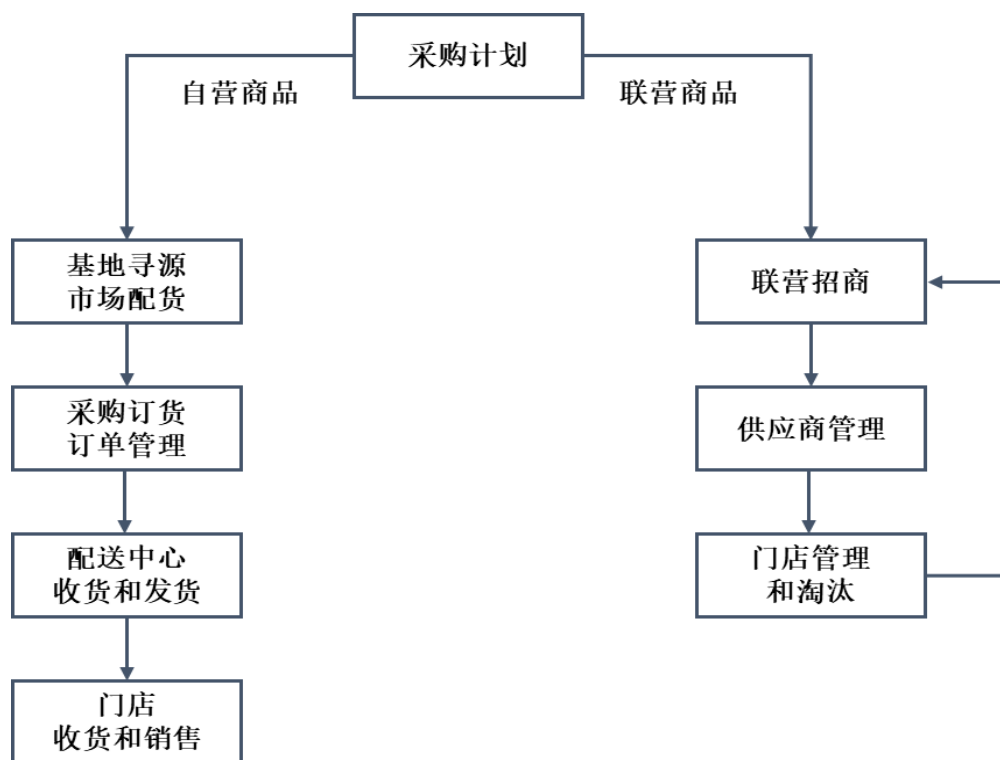 采购计划
自营商品
联营商品
基地寻源
市场配货
联营招商
采购订货
订单管理
供应商管理
配送中心
收货和发货
门店管理
和淘汰
门店
收货和销售